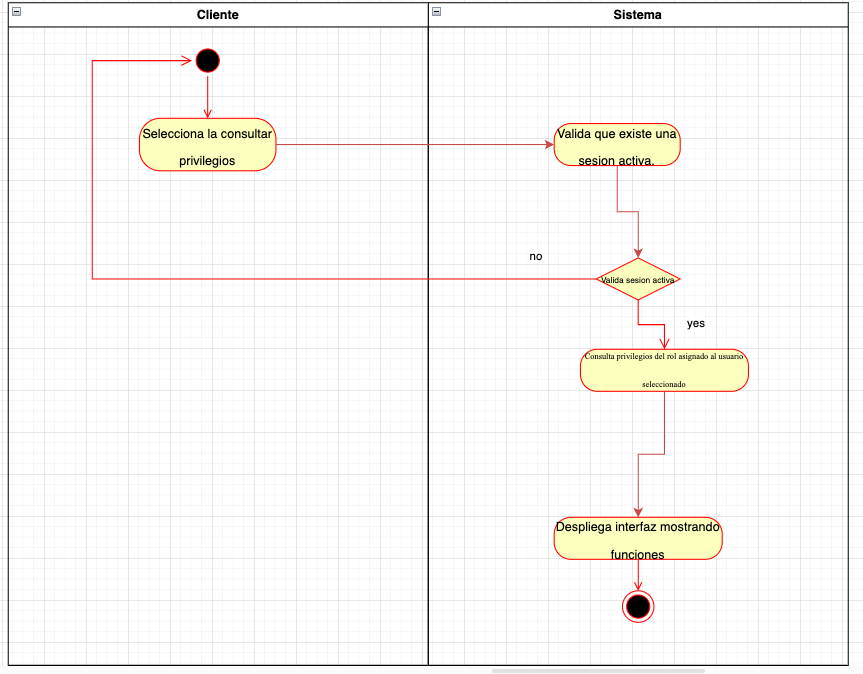 Cliente
Sistema
Selecciona la consultar
privilegios
Valida que existe una
sesion activa.
no
Valida sesion activa
yes
Consulta privilegios del rol asignado al usuario
seleccionado
Despliega interfaz mostrando
funciones